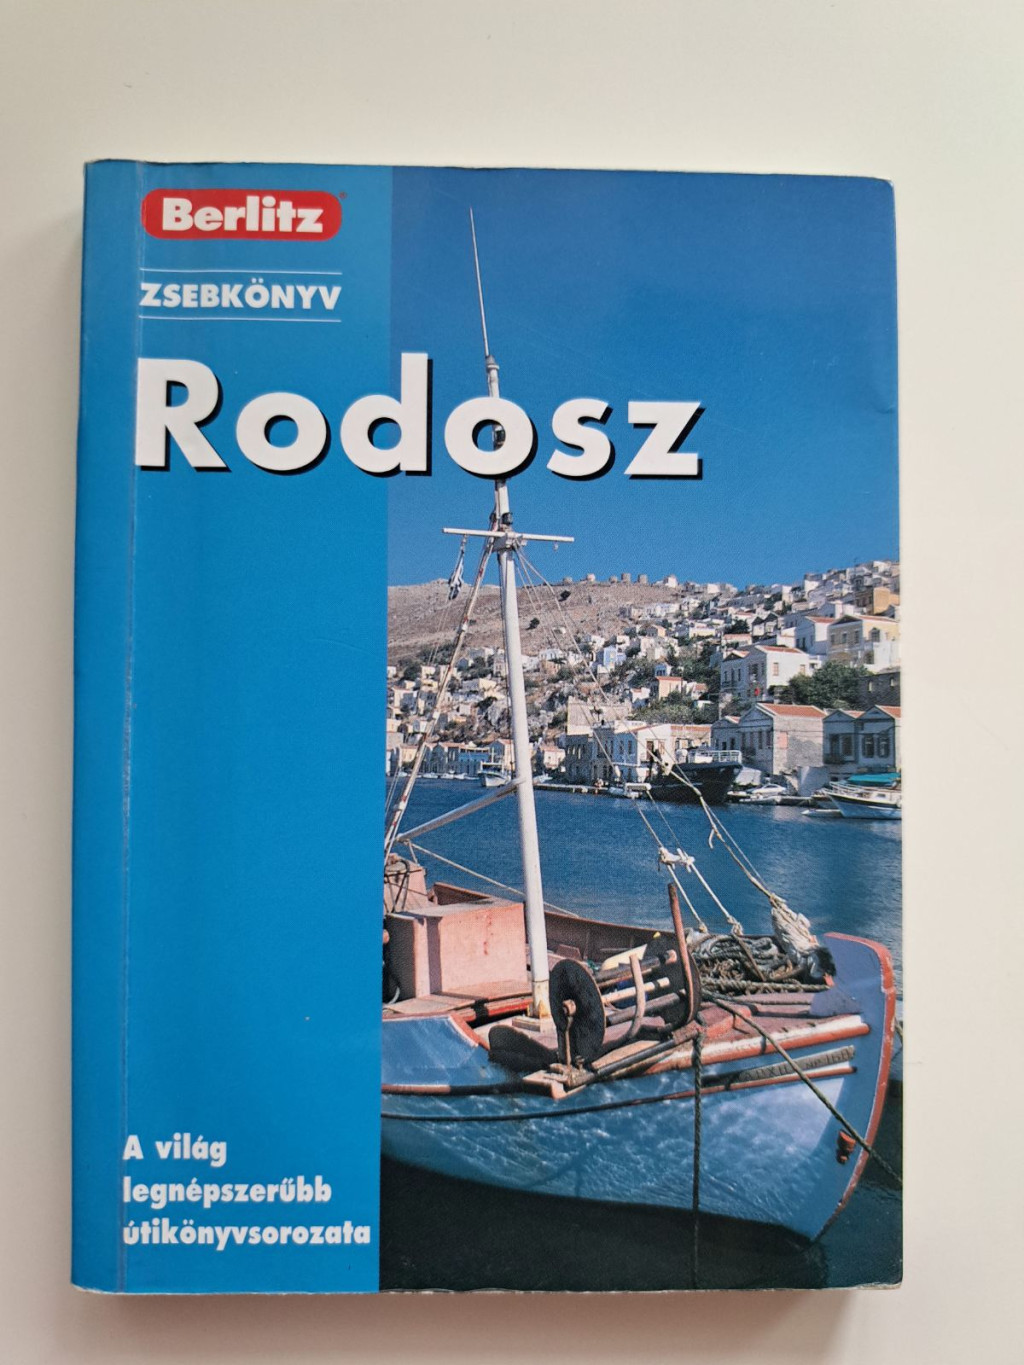 Berlitz
ZSEBKÖNYV
Rodosz
A világ
legnépszerűbb
útikönyvsorozata